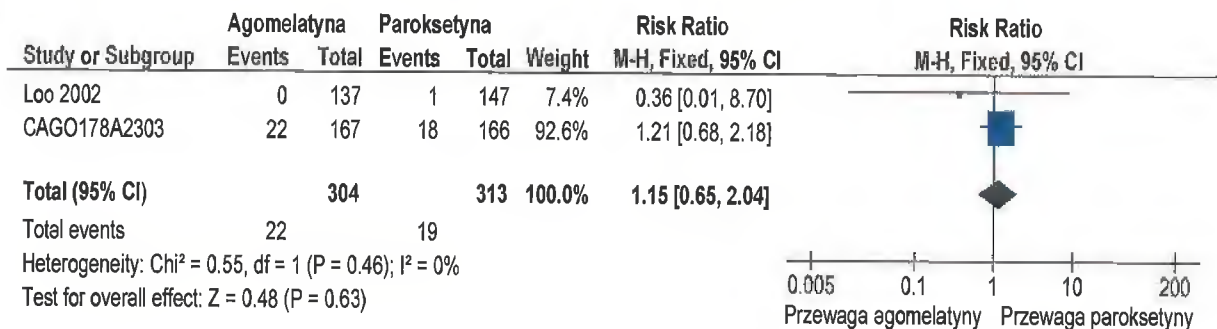 Agomelatyna Paroksetyna Risk Ratio Risk Ratio
Study or Subgroup Events Total Events Total Weight M-H, Fixed, 95% CI M-H, Fixed, 95% CI
Loo 2002 0 137 1 147 7.4% 0.36 [0.01, 8.70]
CAGO178A2303 22 167 18 166 92.6% 1.21 [0.68, 2.18]
Total (95% CI) 304 313 100.0% 1.15 [0.65, 2.04]
Total events 22 19
Heterogeneity: Chi² = 0.55, df = 1 (P = 0.46); I² = 0%
Test for overall effect: Z = 0.48 (P = 0.63)
0.005 0.1 1 10 200
Przewaga agomelatyny Przewaga paroksetyny